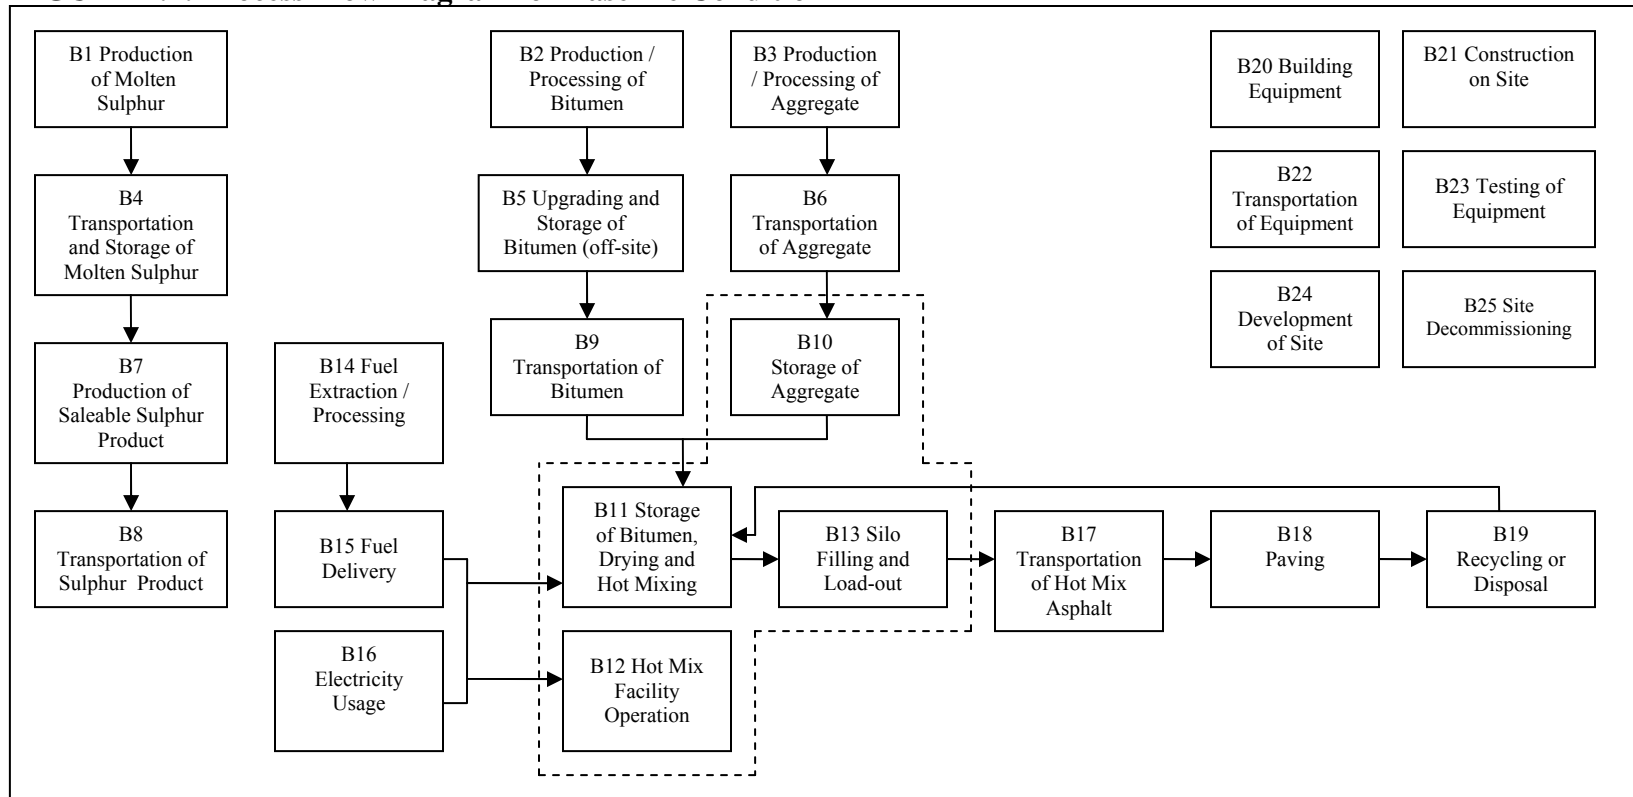 B1 Production
of Molten
Sulphur
B2 Production /
Processing of
Bitumen
B3 Production
/ Processing of
Aggregate
B20 Building
Equipment
B21 Construction
on Site
B4
Transportation
and Storage of
Molten Sulphur
B5 Upgrading and
Storage of
Bitumen (off-site)
B6
Transportation
of Aggregate
B22
Transportation
of Equipment
B23 Testing of
Equipment
B7
Production of
Saleable Sulphur
Product
B14 Fuel
Extraction /
Processing
B9
Transportation of
Bitumen
B10
Storage of
Aggregate
B24
Development
of Site
B25 Site
Decommissioning
B8
Transportation of
Sulphur Product
B15 Fuel
Delivery
B11 Storage
of Bitumen,
Drying and
Hot Mixing
B13 Silo
Filling and
Load-out
B17
Transportation
of Hot Mix
Asphalt
B18
Paving
B19
Recycling or
Disposal
B16
Electricity
Usage
B12 Hot Mix
Facility
Operation